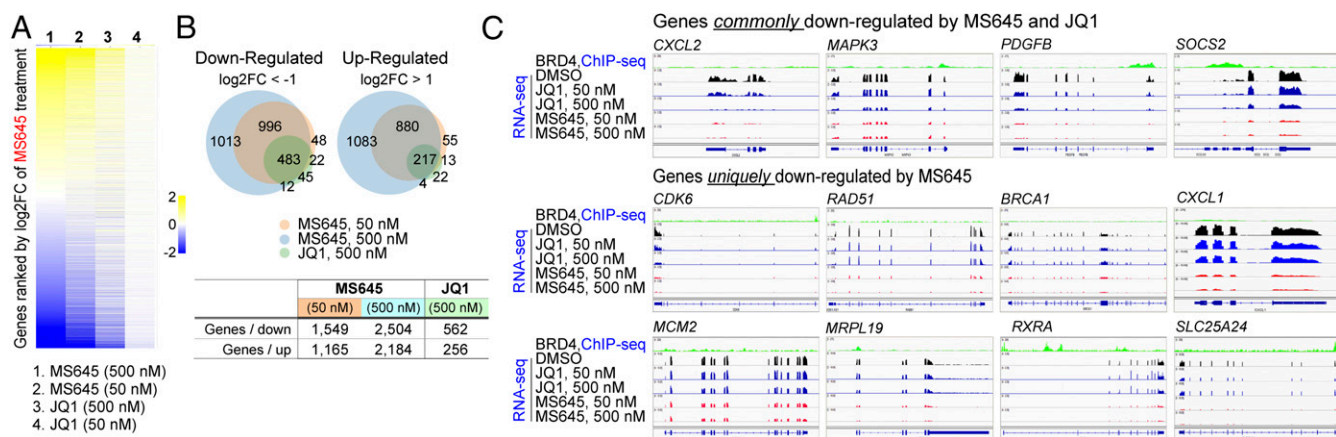 A
1 2 3 4
Genes ranked by log2FC of MS645 treatment
2
0
-2
1. MS645 (500 nM)
2. MS645 (50 nM)
3. JQ1 (500 nM)
4. JQ1 (50 nM)
B
Down-Regulated Up-Regulated
log2FC < -1 log2FC > 1
1013 996 48 483 22 45 12
1083 880 55 217 13 22 4
MS645, 50 nM
MS645, 500 nM
JQ1, 500 nM
MS645 JQ1
(50 nM) (500 nM) (500 nM)
Genes / down 1,549 2,504 562
Genes / up 1,165 2,184 256
C
Genes commonly down-regulated by MS645 and JQ1
CXCL2 MAPK3 PDGFB SOCS2
BRD4,ChIP-seq
RNA-seq
DMSO
JQ1, 50 nM
JQ1, 500 nM
MS645, 50 nM
MS645, 500 nM
Genes uniquely down-regulated by MS645
CDK6 RAD51 BRCA1 CXCL1
BRD4,ChIP-seq
RNA-seq
DMSO
JQ1, 50 nM
JQ1, 500 nM
MS645, 50 nM
MS645, 500 nM
MCM2 MRPL19 RXRA SLC25A24
BRD4,ChIP-seq
RNA-seq
DMSO
JQ1, 50 nM
JQ1, 500 nM
MS645, 50 nM
MS645, 500 nM